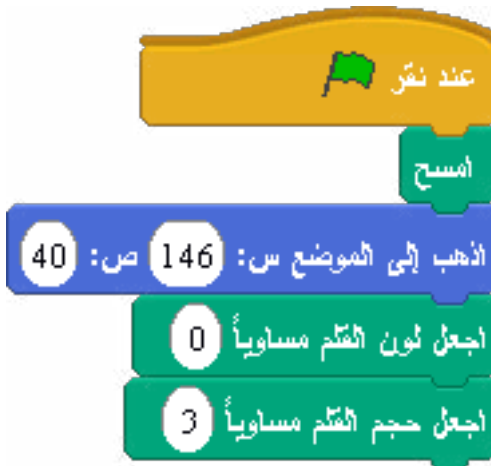 عند نقر
امسح
اذهب إلى الموضع س: 146 ص: 40
اجعل لون القلم مساوياً 0
اجعل حجم القلم مساوياً 3